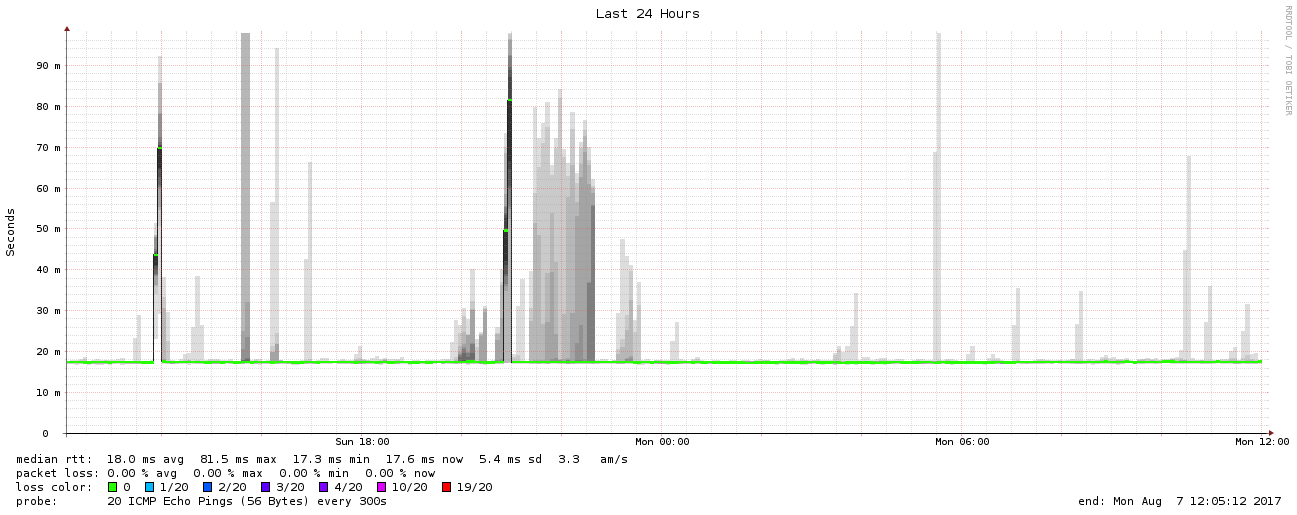 Last 24 Hours
RRDTOOL / TOBI OETIKER
Seconds
90 m
80 m
70 m
60 m
50 m
40 m
30 m
20 m
10 m
0
Sun 18:00 Mon 00:00 Mon 06:00 Mon 12:00
median rtt: 18.0 ms avg 81.5 ms max 17.3 ms min 17.6 ms now 5.4 ms sd 3.3 am/s
packet loss: 0.00 % avg 0.00 % max 0.00 % min 0.00 % now
loss color: 0 1/20 2/20 3/20 4/20 10/20 19/20
probe: 20 ICMP Echo Pings (56 Bytes) every 300s end: Mon Aug 7 12:05:12 2017